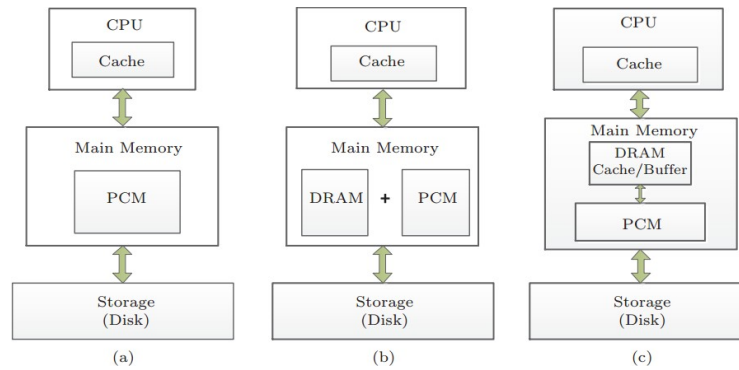 CPU
Cache
Main Memory
PCM
Storage
(Disk)
(a)
CPU
Cache
Main Memory
DRAM + PCM
Storage
(Disk)
(b)
CPU
Cache
Main Memory
DRAM
Cache/Buffer
PCM
Storage
(Disk)
(c)